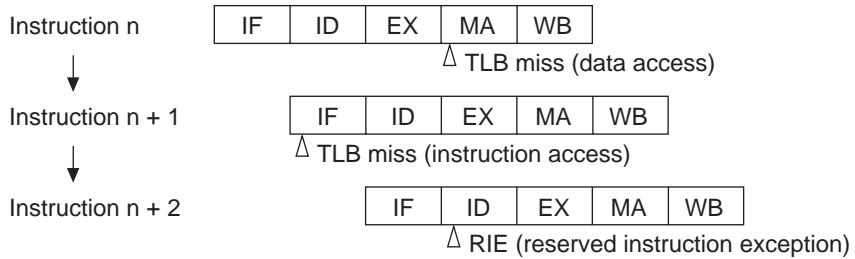 Instruction n IF ID EX MA WB
TLB miss (data access)
Instruction n + 1 IF ID EX MA WB
TLB miss (instruction access)
Instruction n + 2 IF ID EX MA WB
RIE (reserved instruction exception)